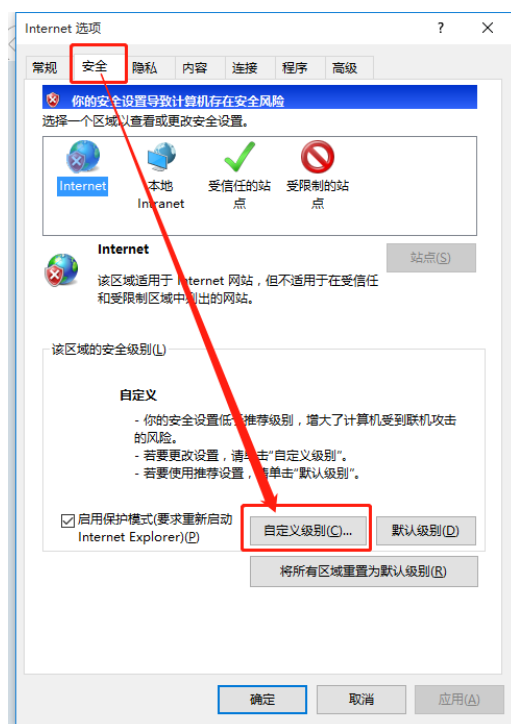 Internet 选项
?
×
常规 安全 隐私 内容 连接 程序 高级
你的安全设置导致计算机存在安全风险
选择一个区域以查看或更改安全设置。
Internet
本地
Intranet
受信任的站
点
受限制的站
点
Internet
站点(S)
该区域适用于 Internet 网站，但不适用于在受信任
和受限制区域中列出的网站。
该区域的安全级别(L)
自定义
- 你的安全设置低于推荐级别，增大了计算机受到联机攻击
的风险。
- 若要更改设置，请单击"自定义级别"。
- 若要使用推荐设置，请单击"默认级别"。
启用保护模式(要求重新启动
Internet Explorer)(P)
自定义级别(C)...
默认级别(D)
将所有区域重置为默认级别(R)
确定 取消 应用(A)